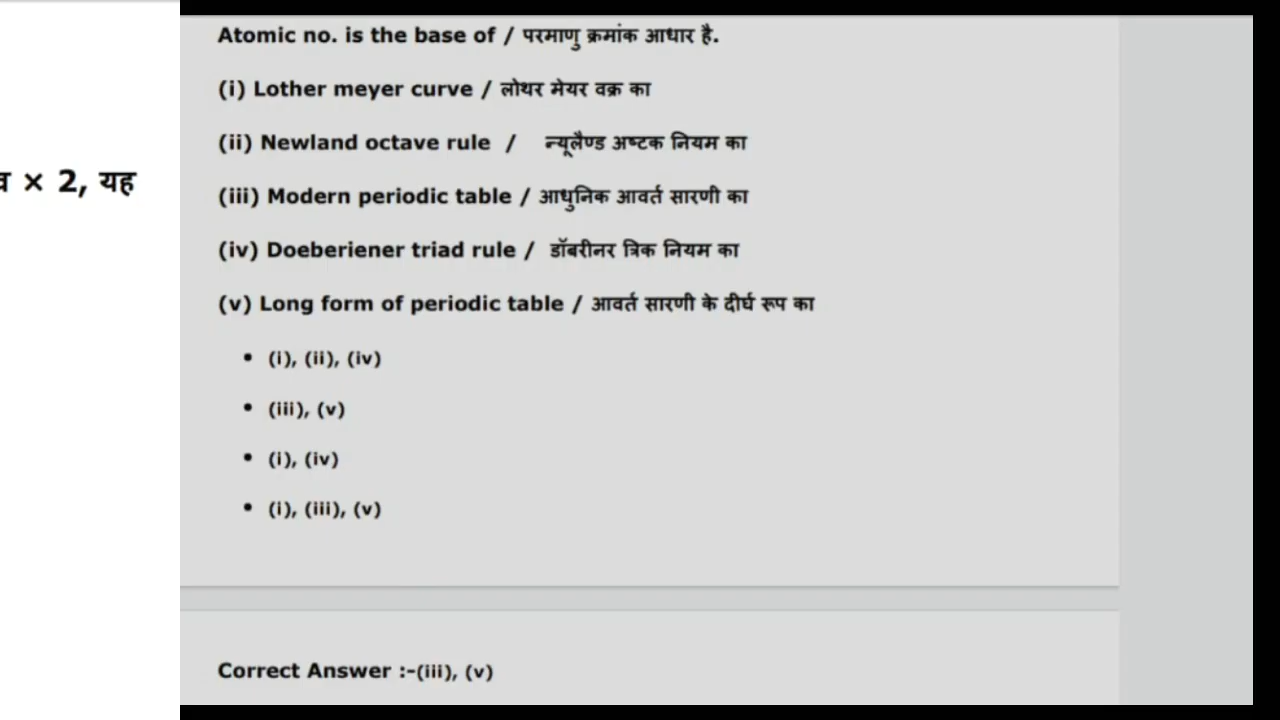 × 2, यह
Atomic no. is the base of / परमाणु क्रमांक आधार है.
(i) Lother meyer curve / लोथर मेयर वक्र का
(ii) Newland octave rule / न्यूलैण्ड अष्टक नियम का
(iii) Modern periodic table / आधुनिक आवर्त सारणी का
(iv) Doeberiener triad rule / डॉबरीनर त्रिक नियम का
(v) Long form of periodic table / आवर्त सारणी के दीर्घ रूप का
• (i), (ii), (iv)
• (iii), (v)
• (i), (iv)
• (i), (iii), (v)
Correct Answer :-(iii), (v)